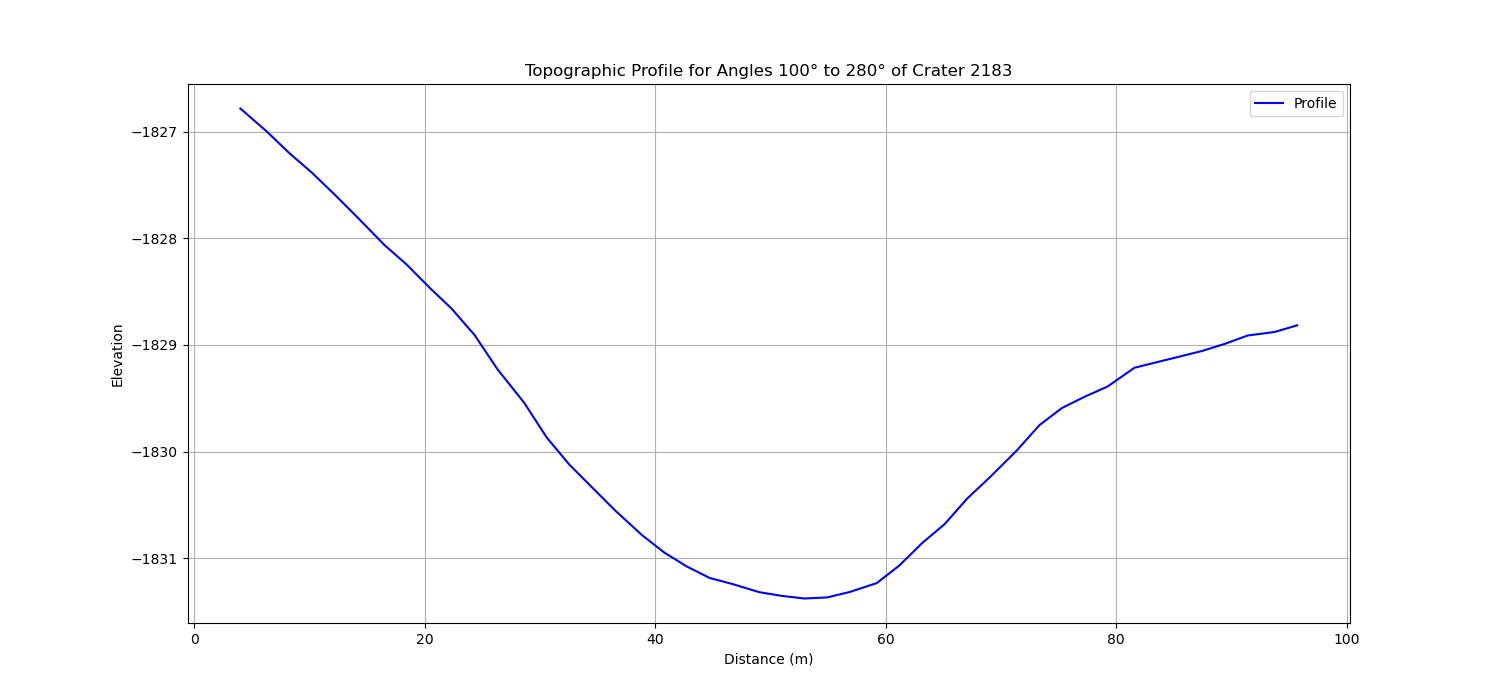 Topographic Profile for Angles 100° to 280° of Crater 2183
Profile
−1827
−1828
−1829
−1830
−1831
Elevation
0 20 40 60 80 100
Distance (m)